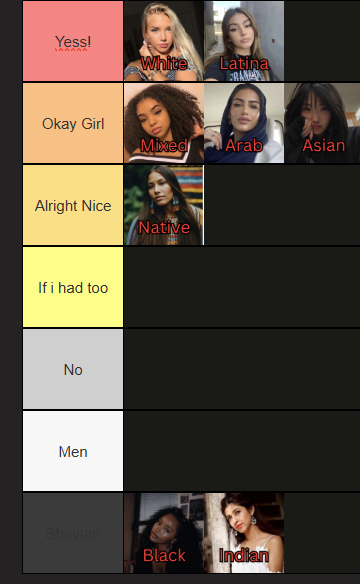 Yess!
White
Latina
Okay Girl
Mixed
Arab
Asian
Alright Nice
Native
If i had too
No
Men
Sheytan
Black
Indian